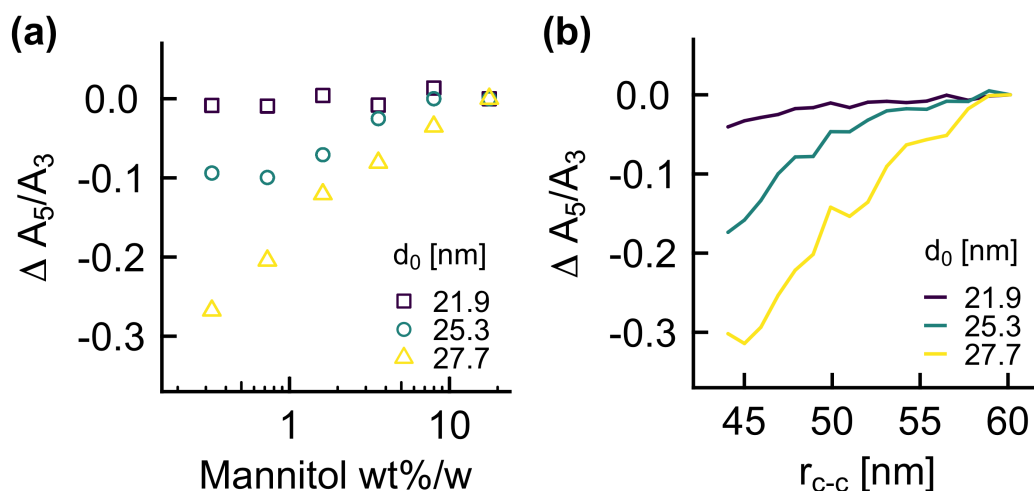 (a)
Δ A₅/A₃
0.0
-0.1
-0.2
-0.3
d₀ [nm]
21.9
25.3
27.7
1 10
Mannitol wt%/w
(b)
Δ A₅/A₃
0.0
-0.1
-0.2
-0.3
d₀ [nm]
21.9
25.3
27.7
45 50 55 60
r_c-c [nm]